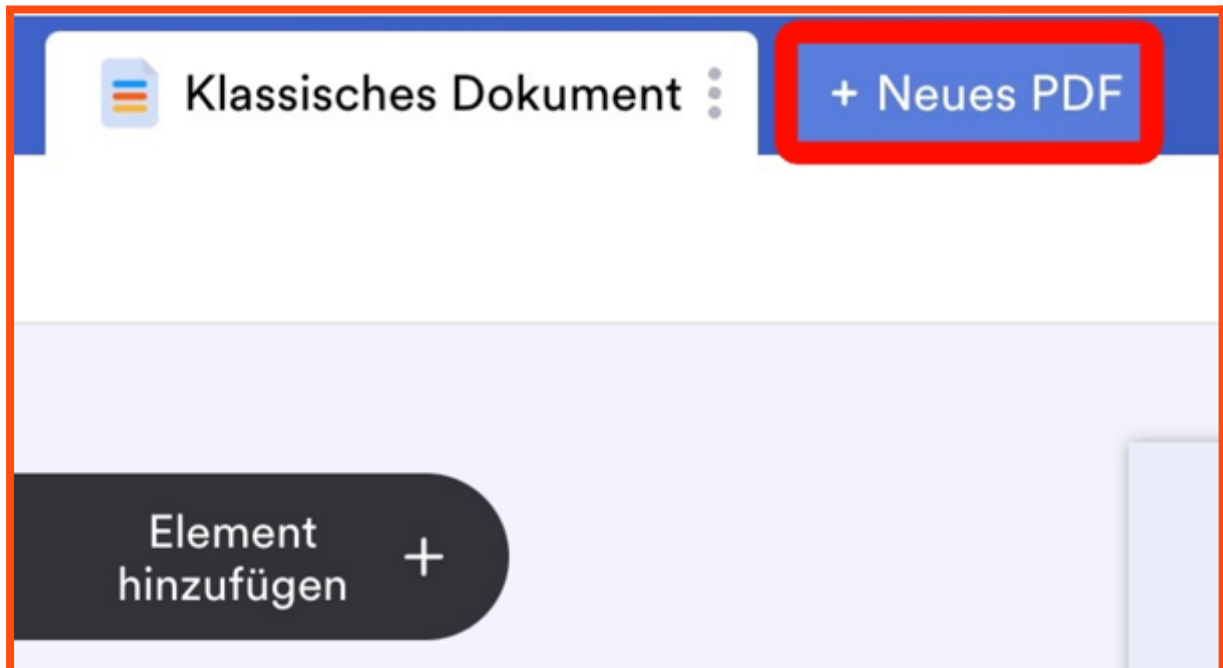 Klassisches Dokument
+ Neues PDF
Element
hinzufügen +